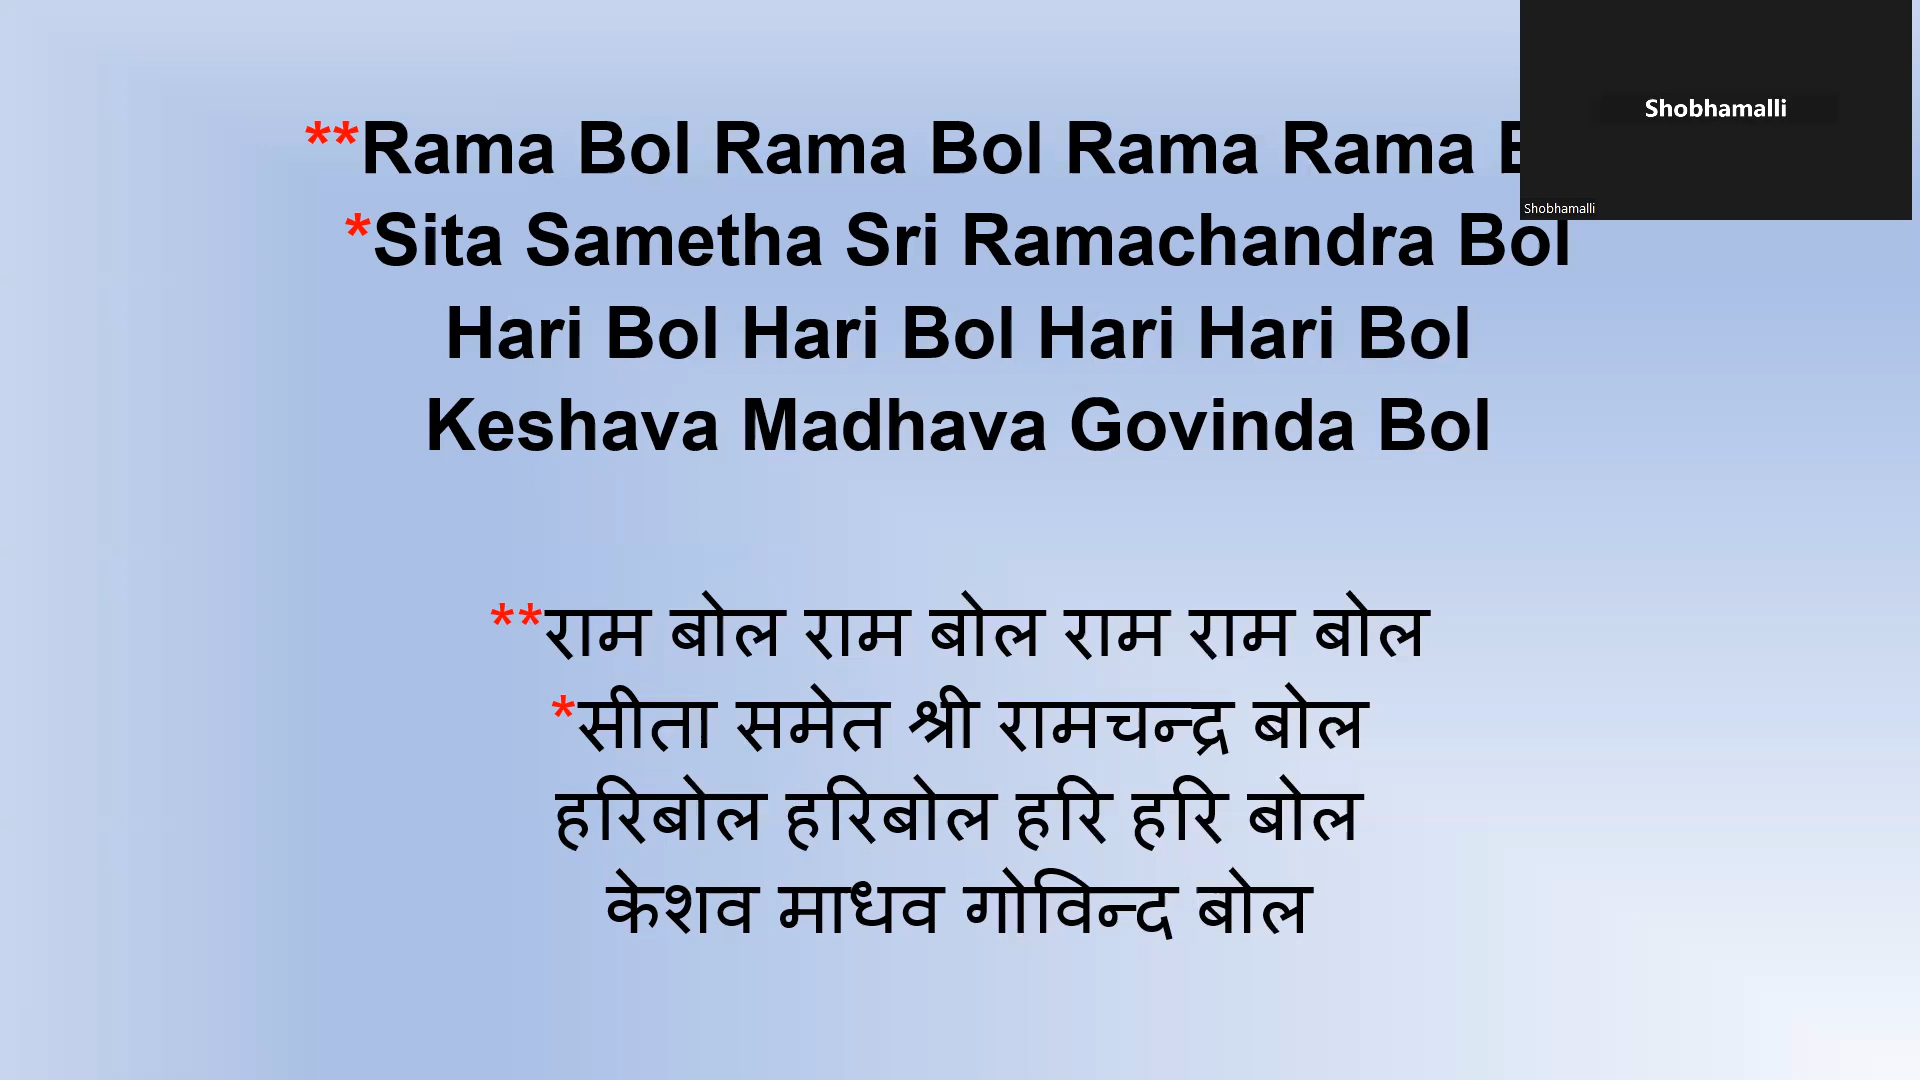 Shobhamalli
Shobhamalli
**Rama Bol Rama Bol Rama Rama
*Sita Sametha Sri Ramachandra Bol
Hari Bol Hari Bol Hari Hari Bol
Keshava Madhava Govinda Bol
**राम बोल राम बोल राम राम बोल
*सीता समेत श्री रामचन्द्र बोल
हरिबोल हरिबोल हरि हरि बोल
केशव माधव गोविन्द बोल